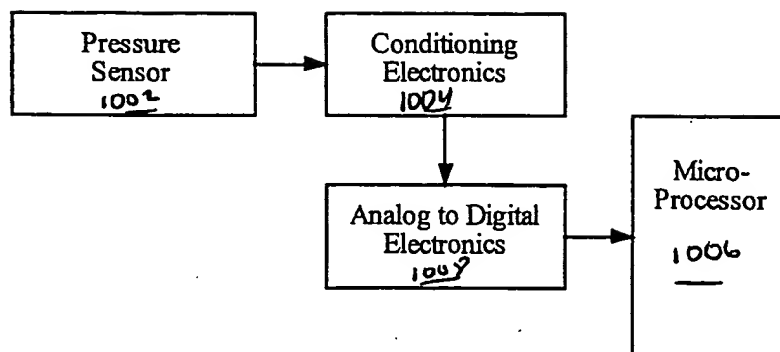 Pressure
Sensor
1002
Conditioning
Electronics
1004
Analog to Digital
Electronics
Micro-
Processor
1006